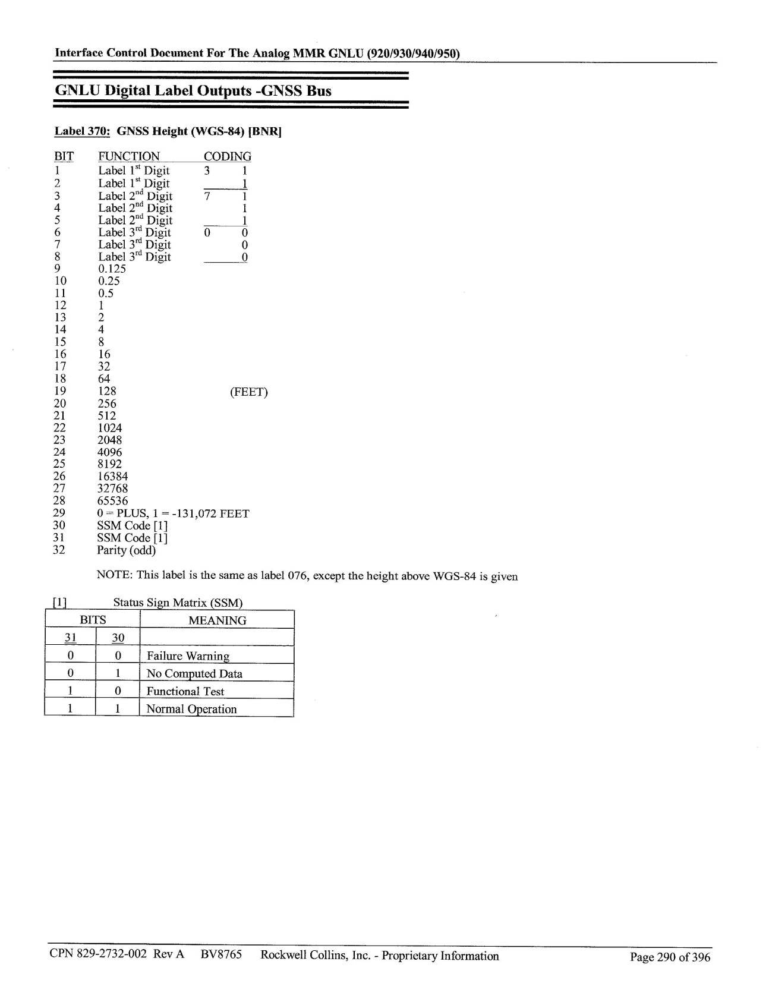 Interface Control Document For The Analog MMR GNLU (920/930/940/950)
GNLU Digital Label Outputs -GNSS Bus
Label 370: GNSS Height (WGS-84) [BNR]
BIT FUNCTION CODING
1 Label 1st Digit 3 1
2 Label 1st Digit 1
3 Label 2nd Digit 7 1
4 Label 2nd Digit 1
5 Label 2nd Digit 1
6 Label 3rd Digit 0 0
7 Label 3rd Digit 0
8 Label 3rd Digit 0
9 0.125
10 0.25
11 0.5
12 1
13 2
14 4
15 8
16 16
17 32
18 64
19 128 (FEET)
20 256
21 512
22 1024
23 2048
24 4096
25 8192
26 16384
27 32768
28 65536
29 0 = PLUS, 1 = -131,072 FEET
30 SSM Code [1]
31 SSM Code [1]
32 Parity (odd)
NOTE: This label is the same as label 076, except the height above WGS-84 is given
[1] Status Sign Matrix (SSM)
BITS MEANING
31 30
0 0 Failure Warning
0 1 No Computed Data
1 0 Functional Test
1 1 Normal Operation
CPN 829-2732-002 Rev A BV8765 Rockwell Collins, Inc. - Proprietary Information Page 290 of 396